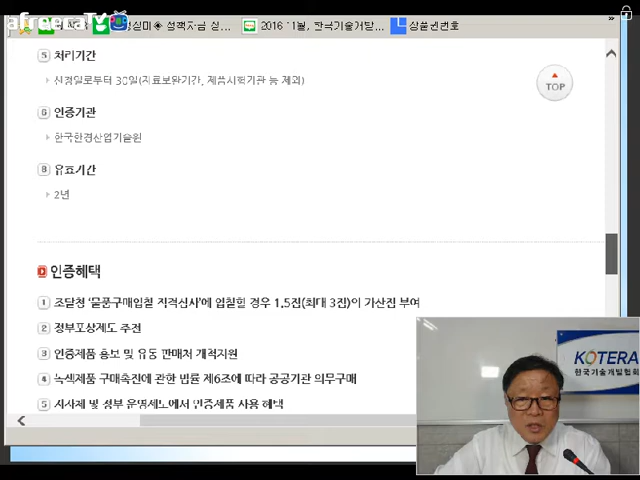 afreeca TV
2016 11월, 한국기술개발,...
상품권번호
5 처리기간
신청일로부터 30일(자료보완기간, 제품시험기관 등 제외)
TOP
6 인증기관
한국환경산업기술원
8 유효기간
2년
인증혜택
1 조달청 '물품구매입찰 적격심사'에 입찰할 경우 1.5점(최대 3점)의 가산점 부여
2 정부포상제도 추천
3 인증제품 홍보 및 유통 판매처 개척지원
4 녹색제품 구매촉진에 관한 법률 제6조에 따라 공공기관 의무구매
5 지자체 및 정부 운영제도에서 인증제품 사용 혜택
KOTERA
한국기술개발협회